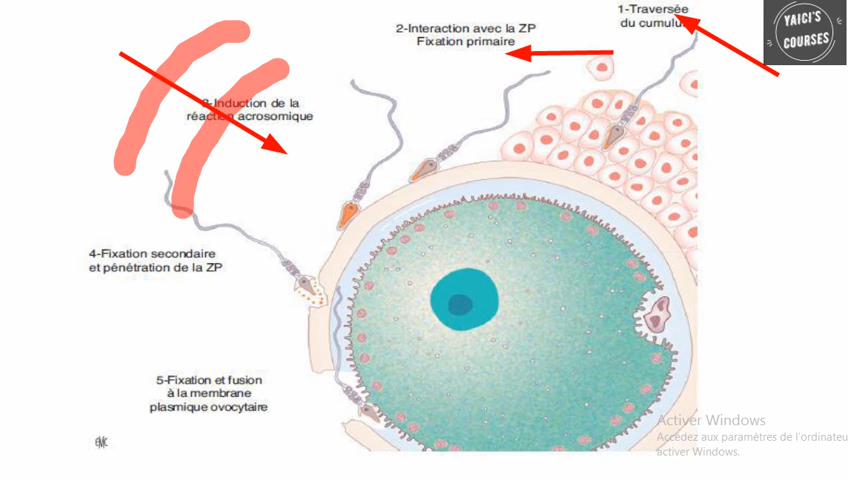 1-Traversée
du cumulu
2-Interaction avec la ZP
Fixation primaire
YAICI'S
COURSES
3-Induction de la
réaction acrosomique
4-Fixation secondaire
et pénétration de la ZP
5-Fixation et fusion
à la membrane
plasmique ovocytaire
Activer Windows
Accédez aux paramètres de l'ordinateu
activer Windows.